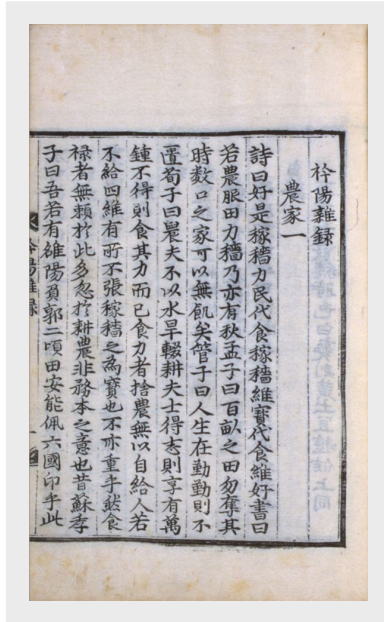 衿陽雜錄
農家一
詩曰好是稼穡力民代食稼穡維寶代食維好書曰
若農服田力穡乃亦有秋孟子曰百畝之田勿奪其
時数口之家可以無飢矣管子曰人生在勤勤則不
匱荀子曰農夫不以水旱輟耕夫士得志則享有萬
鍾不得則食其力而已食力者捨農無以自給人若
不給四維有所不張稼穡之爲寶也不亦重乎然食
禄者無賴於此多忽於耕農非務本之意也昔蘇季
子曰吾若有雒陽負郭二頃田安能佩六國印乎此
衿陽雜録
一